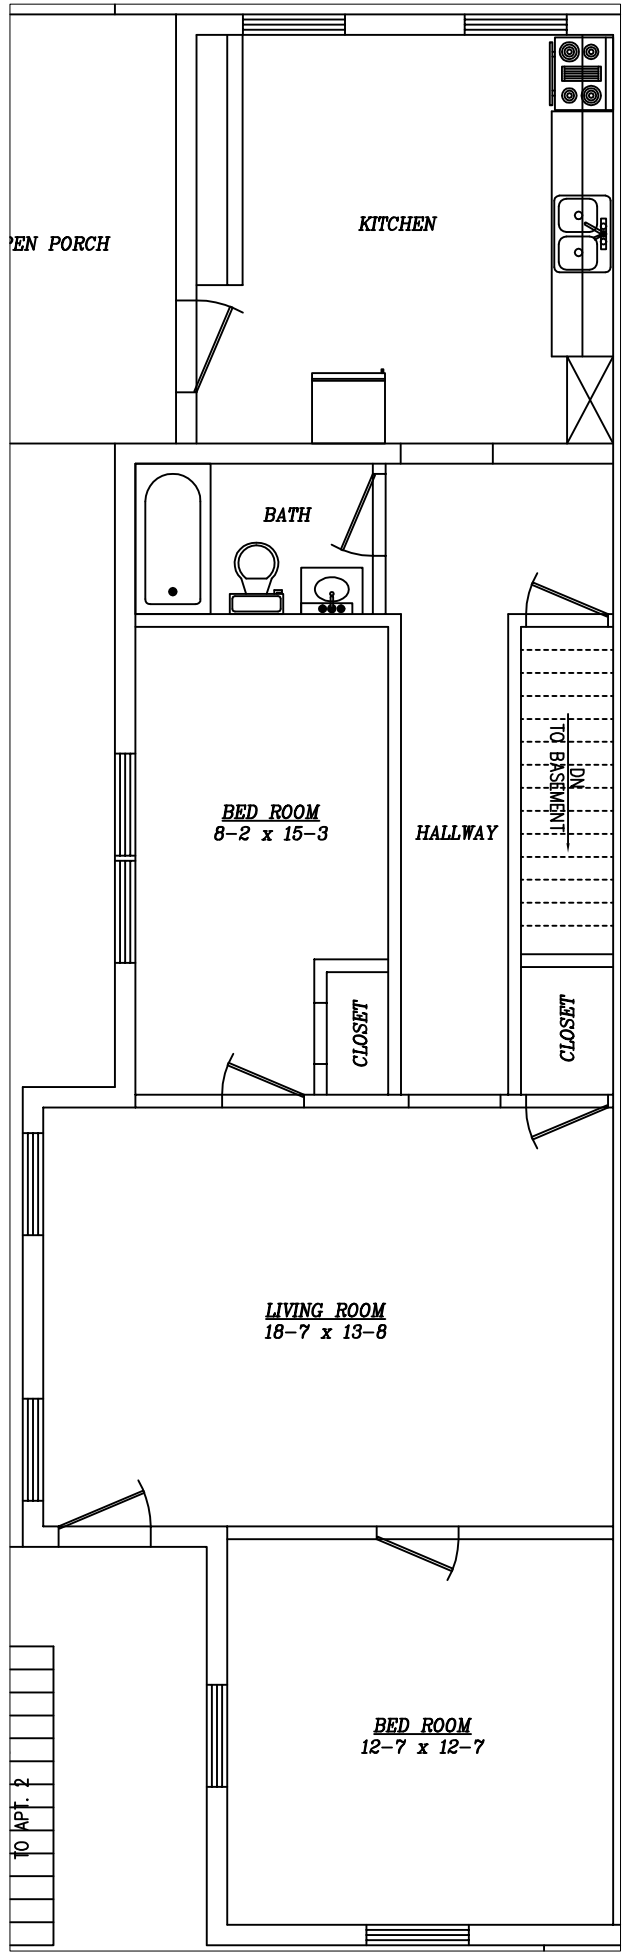 KITCHEN
PEN PORCH
BATH
DN
TO BASEMENT
BED ROOM
8-2 x 15-3
HALLWAY
CLOSET
CLOSET
LIVING ROOM
18-7 x 13-8
BED ROOM
12-7 x 12-7
TO APT. 2